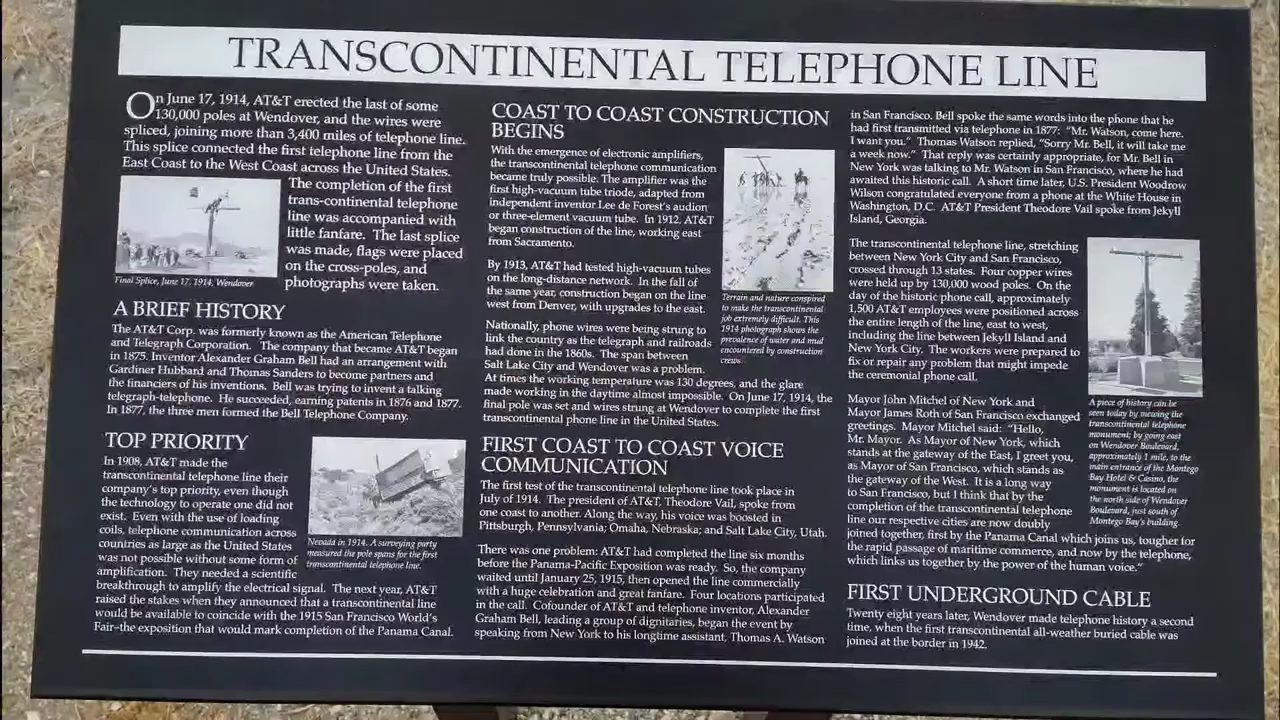 TRANSCONTINENTAL TELEPHONE LINE
On June 17, 1914, AT&T erected the last of some
130,000 poles at Wendover, and the wires were
spliced, joining more than 3,400 miles of telephone line.
This splice connected the first telephone line from the
East Coast to the West Coast across the United States.
The completion of the first
trans-continental telephone
line was accompanied with
little fanfare. The last splice
was made, flags were placed
on the cross-poles, and
photographs were taken.
Final Splice, June 17, 1914, Wendover
A BRIEF HISTORY
The AT&T Corp. was formerly known as the American Telephone
and Telegraph Corporation. The company that became AT&T began
in 1875. Inventor Alexander Graham Bell had an arrangement with
Gardiner Hubbard and Thomas Sanders to become partners and
the financiers of his inventions. Bell was trying to invent a talking
telegraph-telephone. He succeeded, earning patents in 1876 and 1877.
In 1877, the three men formed the Bell Telephone Company.
TOP PRIORITY
In 1908, AT&T made the
transcontinental telephone line their
company's top priority, even though
the technology to operate one did not
exist. Even with the use of loading
coils, telephone communication across
countries as large as the United States
was not possible without some form of
amplification. They needed a scientific
breakthrough to amplify the electrical signal. The next year, AT&T
raised the stakes when they announced that a transcontinental line
would be available to coincide with the 1915 San Francisco World's
Fair–the exposition that would mark completion of the Panama Canal.
Nevada in 1914. A surveying party
measured the pole spans for the first
transcontinental telephone line.
COAST TO COAST CONSTRUCTION
BEGINS
With the emergence of electronic amplifiers,
the transcontinental telephone communication
became truly possible. The amplifier was the
first high-vacuum tube triode, adapted from
independent inventor Lee de Forest's audion
or three-element vacuum tube. In 1912, AT&T
began construction of the line, working east
from Sacramento.
By 1913, AT&T had tested high-vacuum tubes
on the long-distance network. In the fall of
the same year, construction began on the line
west from Denver, with upgrades to the east.
Terrain and nature conspired
to make the transcontinental
job extremely difficult. This
1914 photograph shows the
prevalence of water and mud
encountered by construction
crews.
Nationally, phone wires were being strung to
link the country as the telegraph and railroads
had done in the 1860s. The span between
Salt Lake City and Wendover was a problem.
At times the working temperature was 130 degrees, and the glare
made working in the daytime almost impossible. On June 17, 1914, the
final pole was set and wires strung at Wendover to complete the first
transcontinental phone line in the United States.
FIRST COAST TO COAST VOICE
COMMUNICATION
The first test of the transcontinental telephone line took place in
July of 1914. The president of AT&T, Theodore Vail, spoke from
one coast to another. Along the way, his voice was boosted in
Pittsburgh, Pennsylvania; Omaha, Nebraska; and Salt Lake City, Utah.
There was one problem: AT&T had completed the line six months
before the Panama-Pacific Exposition was ready. So, the company
waited until January 25, 1915, then opened the line commercially
with a huge celebration and great fanfare. Four locations participated
in the call. Cofounder of AT&T and telephone inventor, Alexander
Graham Bell, leading a group of dignitaries, began the event by
speaking from New York to his longtime assistant, Thomas A. Watson
in San Francisco. Bell spoke the same words into the phone that he
had first transmitted via telephone in 1877: "Mr. Watson, come here.
I want you." Thomas Watson replied, "Sorry Mr. Bell, it will take me
a week now." That reply was certainly appropriate, for Mr. Bell in
New York was talking to Mr. Watson in San Francisco, where he had
awaited this historic call. A short time later, U.S. President Woodrow
Wilson congratulated everyone from a phone at the White House in
Washington, D.C. AT&T President Theodore Vail spoke from Jekyll
Island, Georgia.
The transcontinental telephone line, stretching
between New York City and San Francisco,
crossed through 13 states. Four copper wires
were held up by 130,000 wood poles. On the
day of the historic phone call, approximately
1,500 AT&T employees were positioned across
the entire length of the line, east to west,
including the line between Jekyll Island and
New York City. The workers were prepared to
fix or repair any problem that might impede
the ceremonial phone call.
Mayor John Mitchel of New York and
Mayor James Roth of San Francisco exchanged
greetings. Mayor Mitchel said: "Hello,
Mr. Mayor. As Mayor of New York, which
stands at the gateway of the East, I greet you,
as Mayor of San Francisco, which stands as
the gateway of the West. It is a long way
to San Francisco, but I think that by the
completion of the transcontinental telephone
line our respective cities are now doubly
joined together, first by the Panama Canal which joins us, tougher for
the rapid passage of maritime commerce, and now by the telephone,
which links us together by the power of the human voice."
A piece of history can be
seen today by viewing the
transcontinental telephone
monument; by going east
on Wendover Boulevard,
approximately 1 mile, to the
main entrance of the Montego
Bay Hotel & Casino, the
monument is located on
the north side of Wendover
Boulevard, just south of
Montego Bay's building.
FIRST UNDERGROUND CABLE
Twenty eight years later, Wendover made telephone history a second
time, when the first transcontinental all-weather buried cable was
joined at the border in 1942.